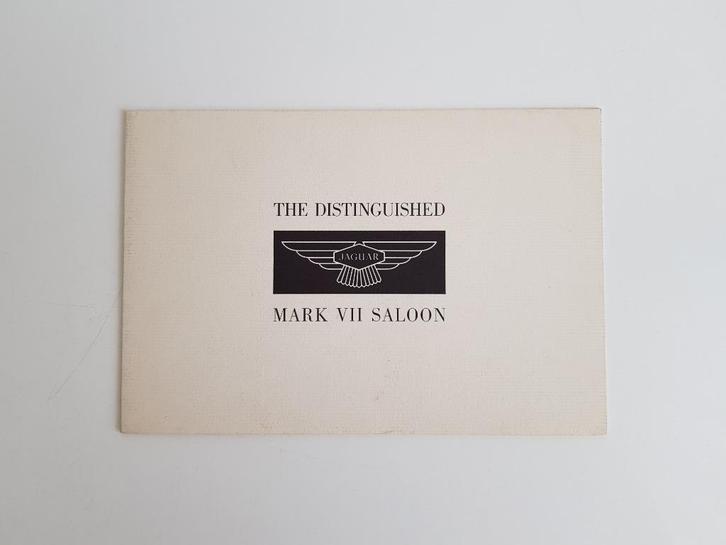 THE DISTINGUISHED
JAGUAR
MARK VII SALOON